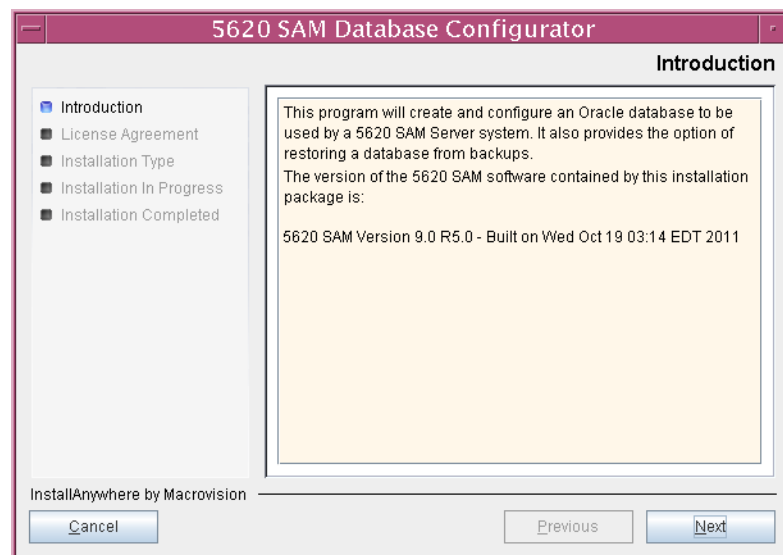 5620 SAM Database Configurator
Introduction
Introduction
License Agreement
Installation Type
Installation In Progress
Installation Completed
This program will create and configure an Oracle database to be
used by a 5620 SAM Server system. It also provides the option of
restoring a database from backups.
The version of the 5620 SAM software contained by this installation
package is:
5620 SAM Version 9.0 R5.0 - Built on Wed Oct 19 03:14 EDT 2011
InstallAnywhere by Macrovision
Cancel
Previous
Next